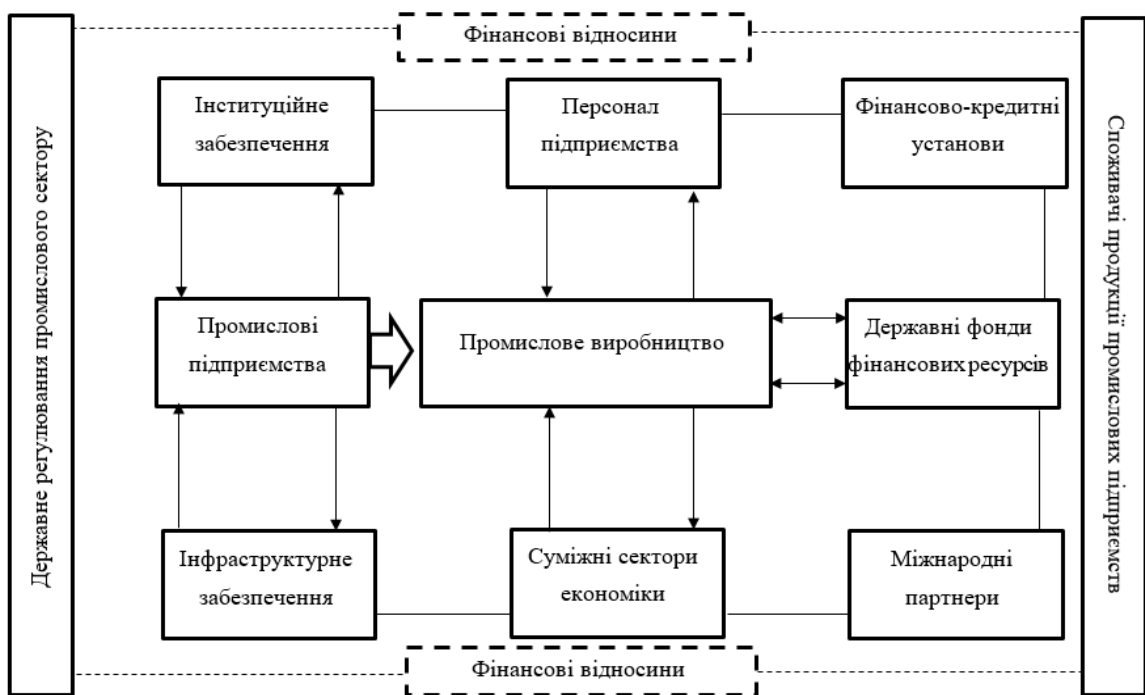 Фінансові відносини
Державне регулювання промислового сектору
Інституційне
забезпечення
Персонал
підприємства
Фінансово-кредитні
установи
Промислові
підприємства
Промислове виробництво
Державні фонди
фінансових ресурсів
Інфраструктурне
забезпечення
Суміжні сектори
економіки
Міжнародні
партнери
Споживачі продукції промислових підприємств
Фінансові відносини